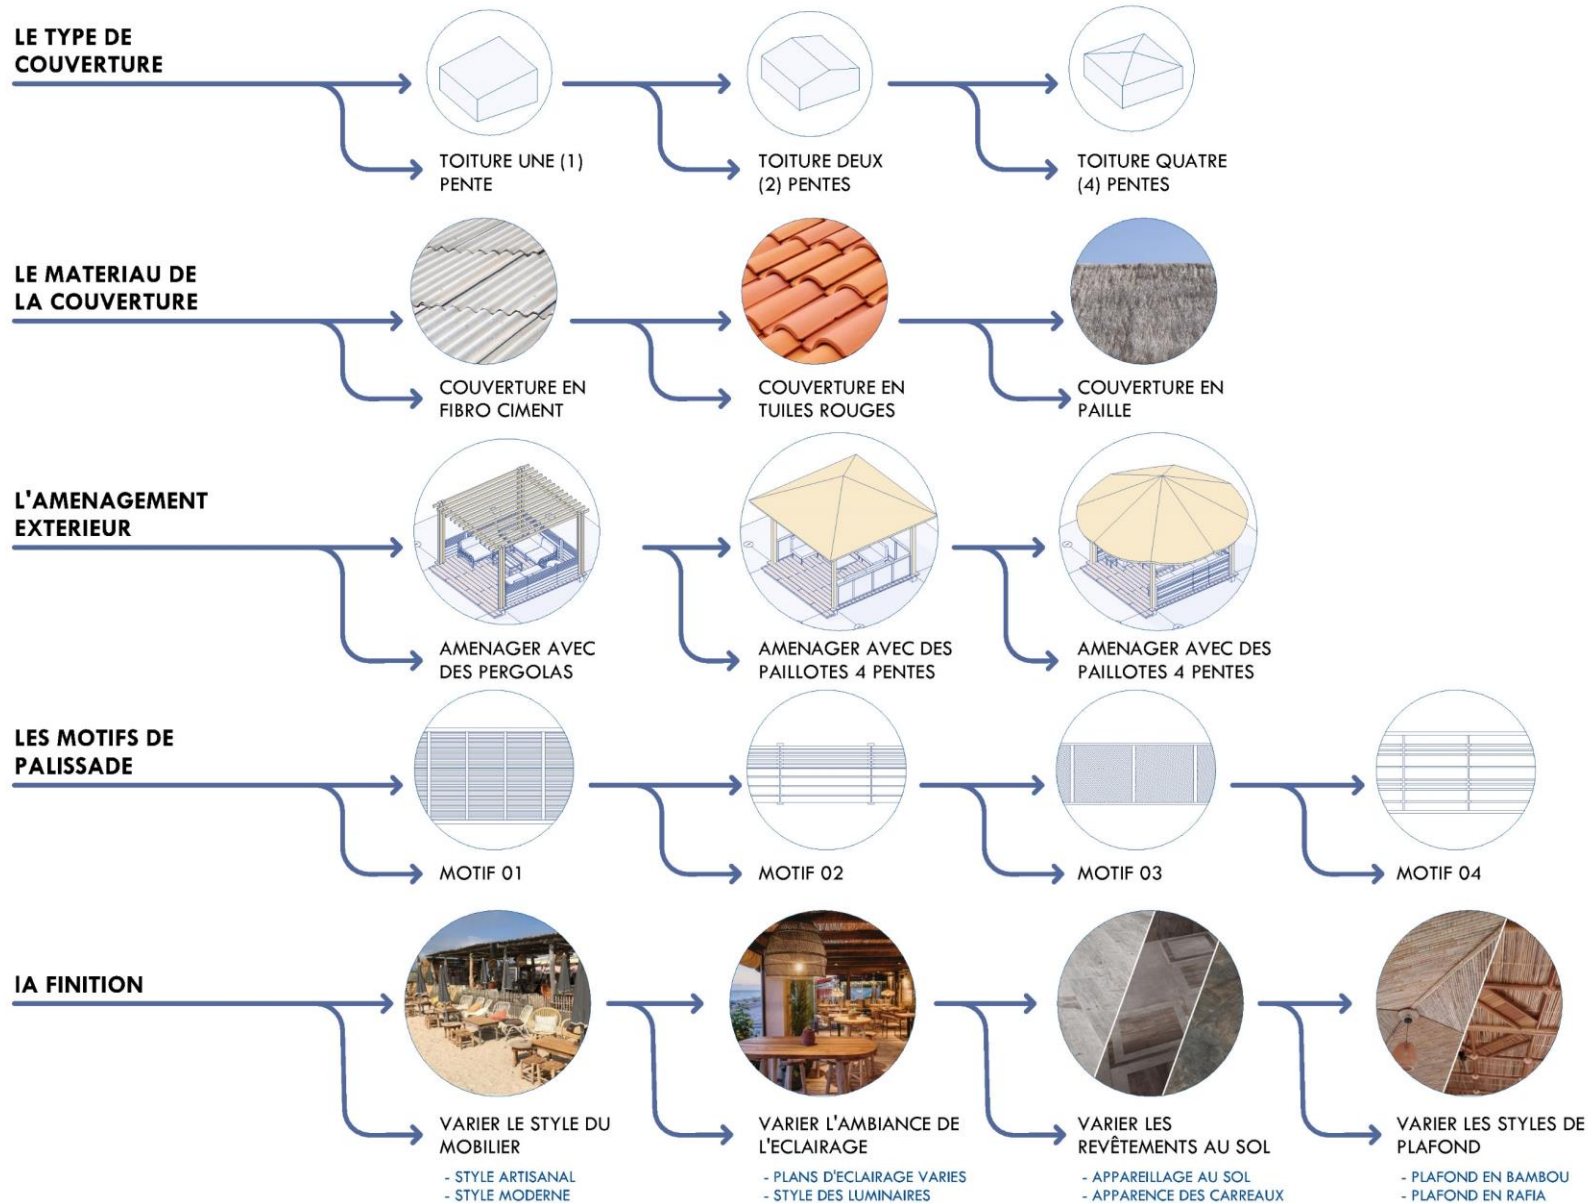 LE TYPE DE
COUVERTURE
TOITURE UNE (1)
PENTE
TOITURE DEUX
(2) PENTES
TOITURE QUATRE
(4) PENTES
LE MATERIAU DE
LA COUVERTURE
COUVERTURE EN
FIBRO CIMENT
COUVERTURE EN
TUILES ROUGES
COUVERTURE EN
PAILLE
L'AMENAGEMENT
EXTERIEUR
AMENAGER AVEC
DES PERGOLAS
AMENAGER AVEC DES
PAILLOTES 4 PENTES
AMENAGER AVEC DES
PAILLOTES 4 PENTES
LES MOTIFS DE
PALISSADE
MOTIF 01
MOTIF 02
MOTIF 03
MOTIF 04
lA FINITION
VARIER LE STYLE DU
MOBILIER
- STYLE ARTISANAL
- STYLE MODERNE
VARIER L'AMBIANCE DE
L'ECLAIRAGE
- PLANS D'ECLAIRAGE VARIES
- STYLE DES LUMINAIRES
VARIER LES
REVÊTEMENTS AU SOL
- APPAREILLAGE AU SOL
- APPARENCE DES CARREAUX
VARIER LES STYLES DE
PLAFOND
- PLAFOND EN BAMBOU
- PLAFOND EN RAFIA